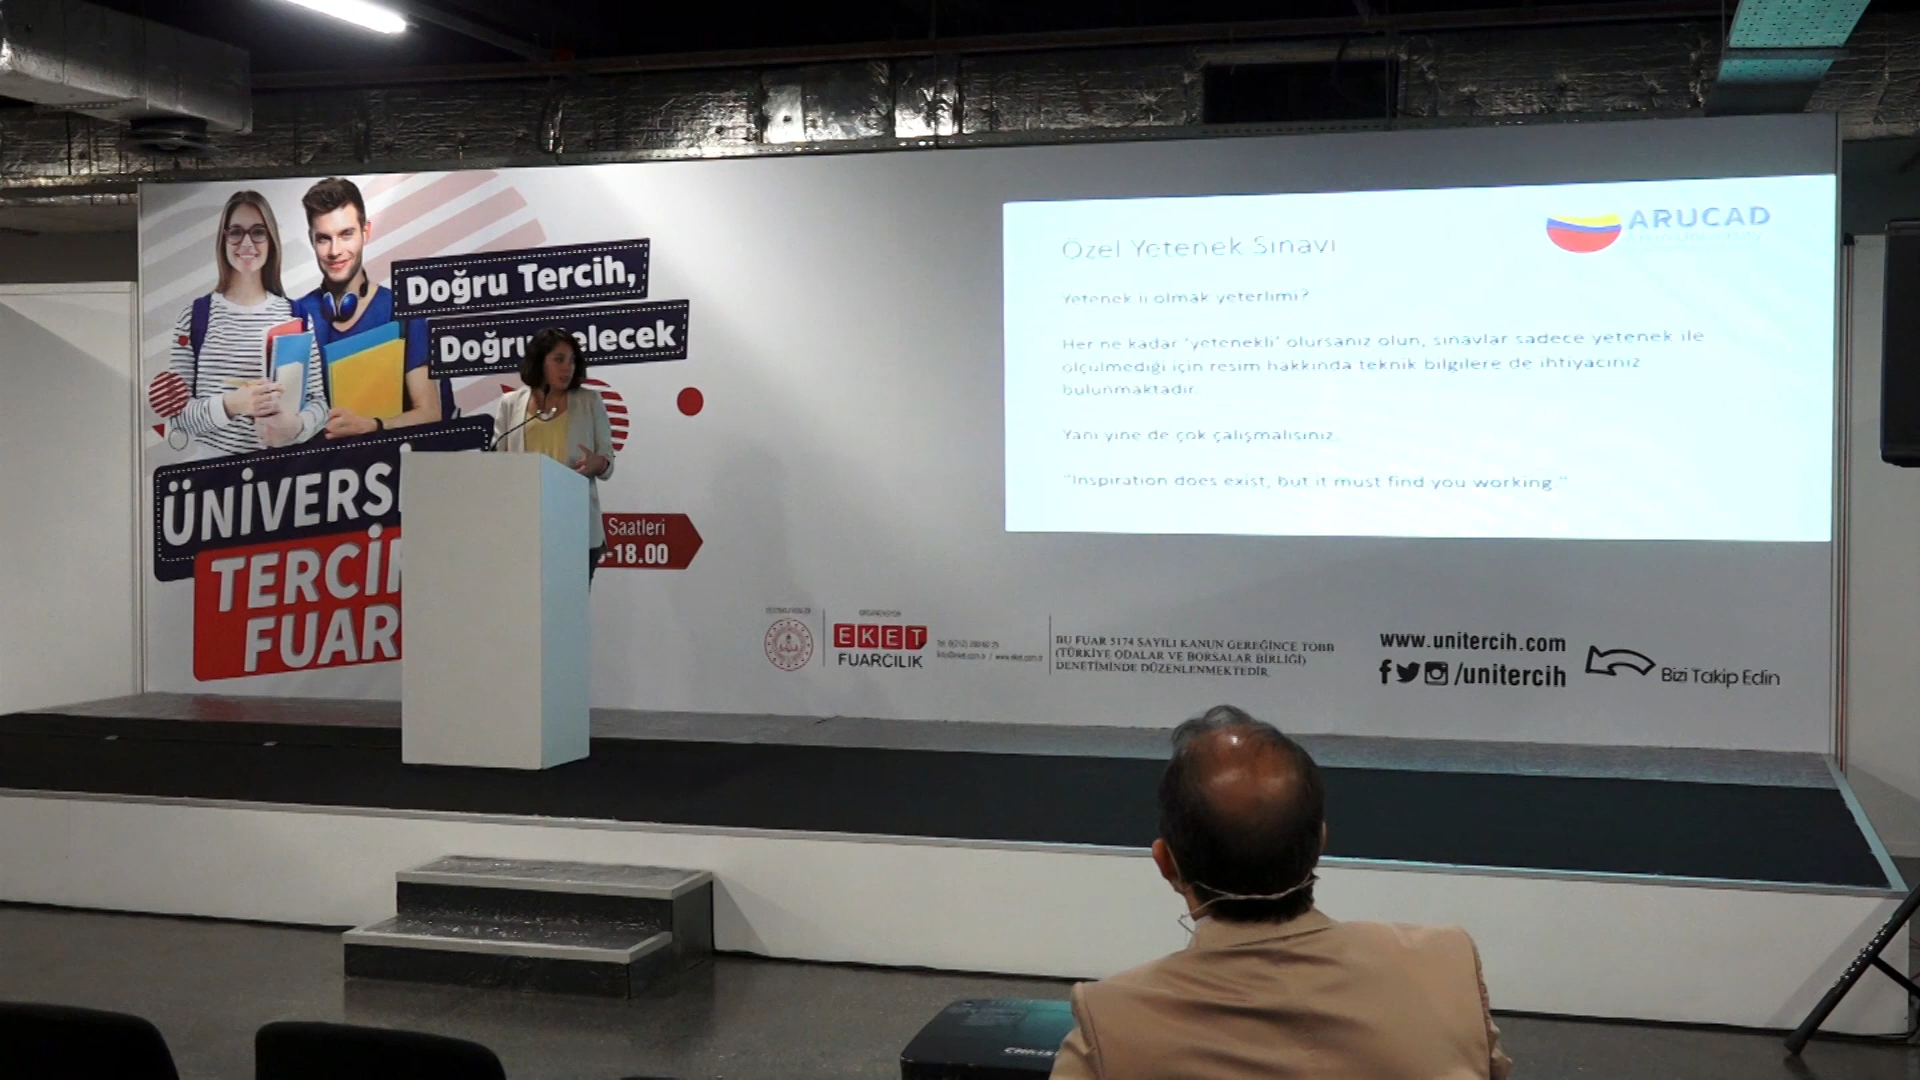 Doğru Tercih,
Doğru elecek
ÜNİVERSİ
TERCİH
FUAR
Saatleri
-18.00
ARUCAD
Özel Yetenek Sınavı
Yetenek li olmak yeterlimi?
Her ne kadar 'yetenekli' olursanız olun, sınavlar sadece yetenek ile
ölçülmediği için resim hakkında teknik bilgilere de ihtiyacınız
bulunmaktadır.
Yani yine de çok çalışmalısınız.
"Inspiration does exist, but it must find you working."
EKET
FUARCILIK
BU FUAR 5174 SAYILI KANUN GEREĞİNCE TOBB
(TÜRKİYE ODALAR VE BORSALAR BİRLİĞİ)
DENETİMİNDE DÜZENLENMEKTEDİR.
www.unitercih.com
/unitercih
Bizi Takip Edin